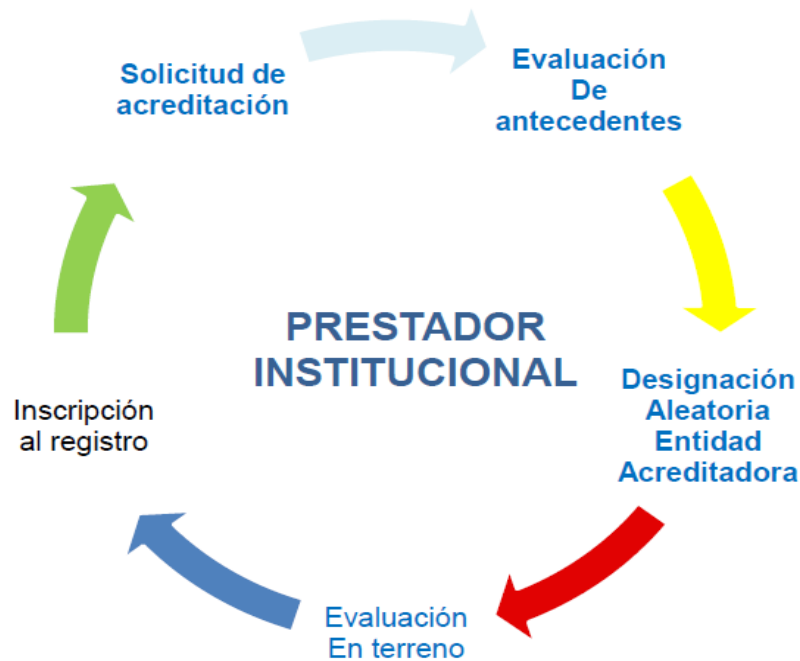 Solicitud de
acreditación
Evaluación
De
antecedentes
PRESTADOR
INSTITUCIONAL
Designación
Aleatoria
Entidad
Acreditadora
Evaluación
En terreno
Inscripción
al registro